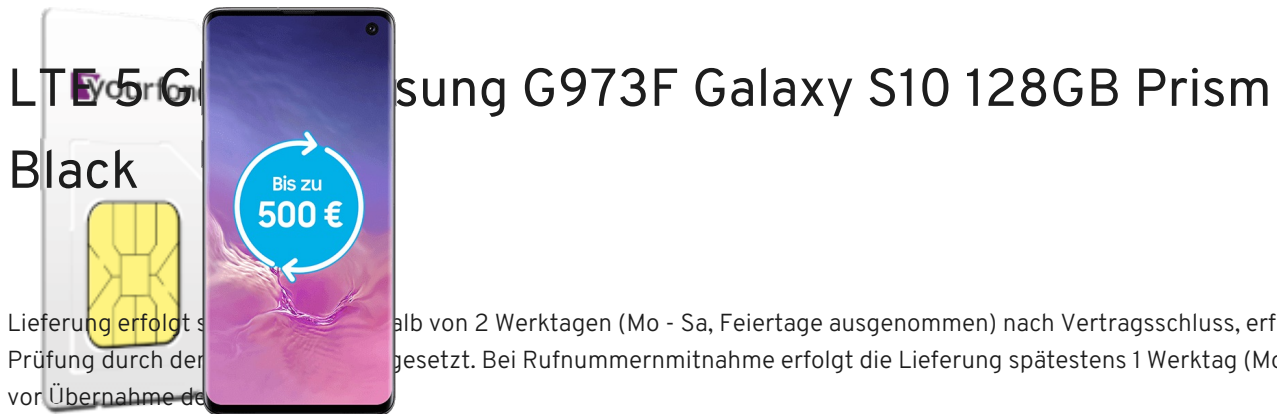 LTE 5 G sung G973F Galaxy S10 128GB Prism
Black
yourfone
Bis zu
500 €
Lieferung erfolgt s alb von 2 Werktagen (Mo - Sa, Feiertage ausgenommen) nach Vertragsschluss, erf
Prüfung durch der gesetzt. Bei Rufnummernmitnahme erfolgt die Lieferung spätestens 1 Werktag (Mo
vor Übernahme de